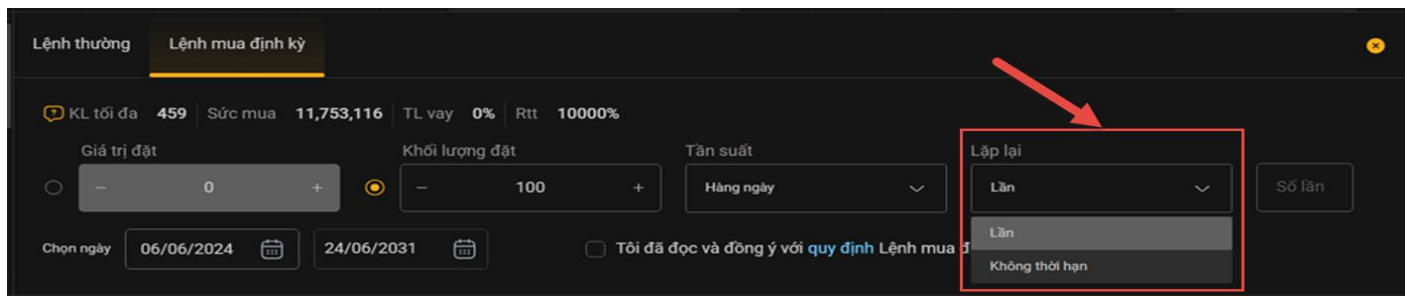 Lệnh thường Lệnh mua định kỳ
KL tối đa 459 Sức mua 11,753,116 TL vay 0% Rtt 10000%
Giá trị đặt Khối lượng đặt Tần suất Lặp lại
− 0 + − 100 + Hàng ngày Lần Số lần
Chọn ngày 06/06/2024 24/06/2031 Tôi đã đọc và đồng ý với quy định Lệnh mua đ
Lần
Không thời hạn